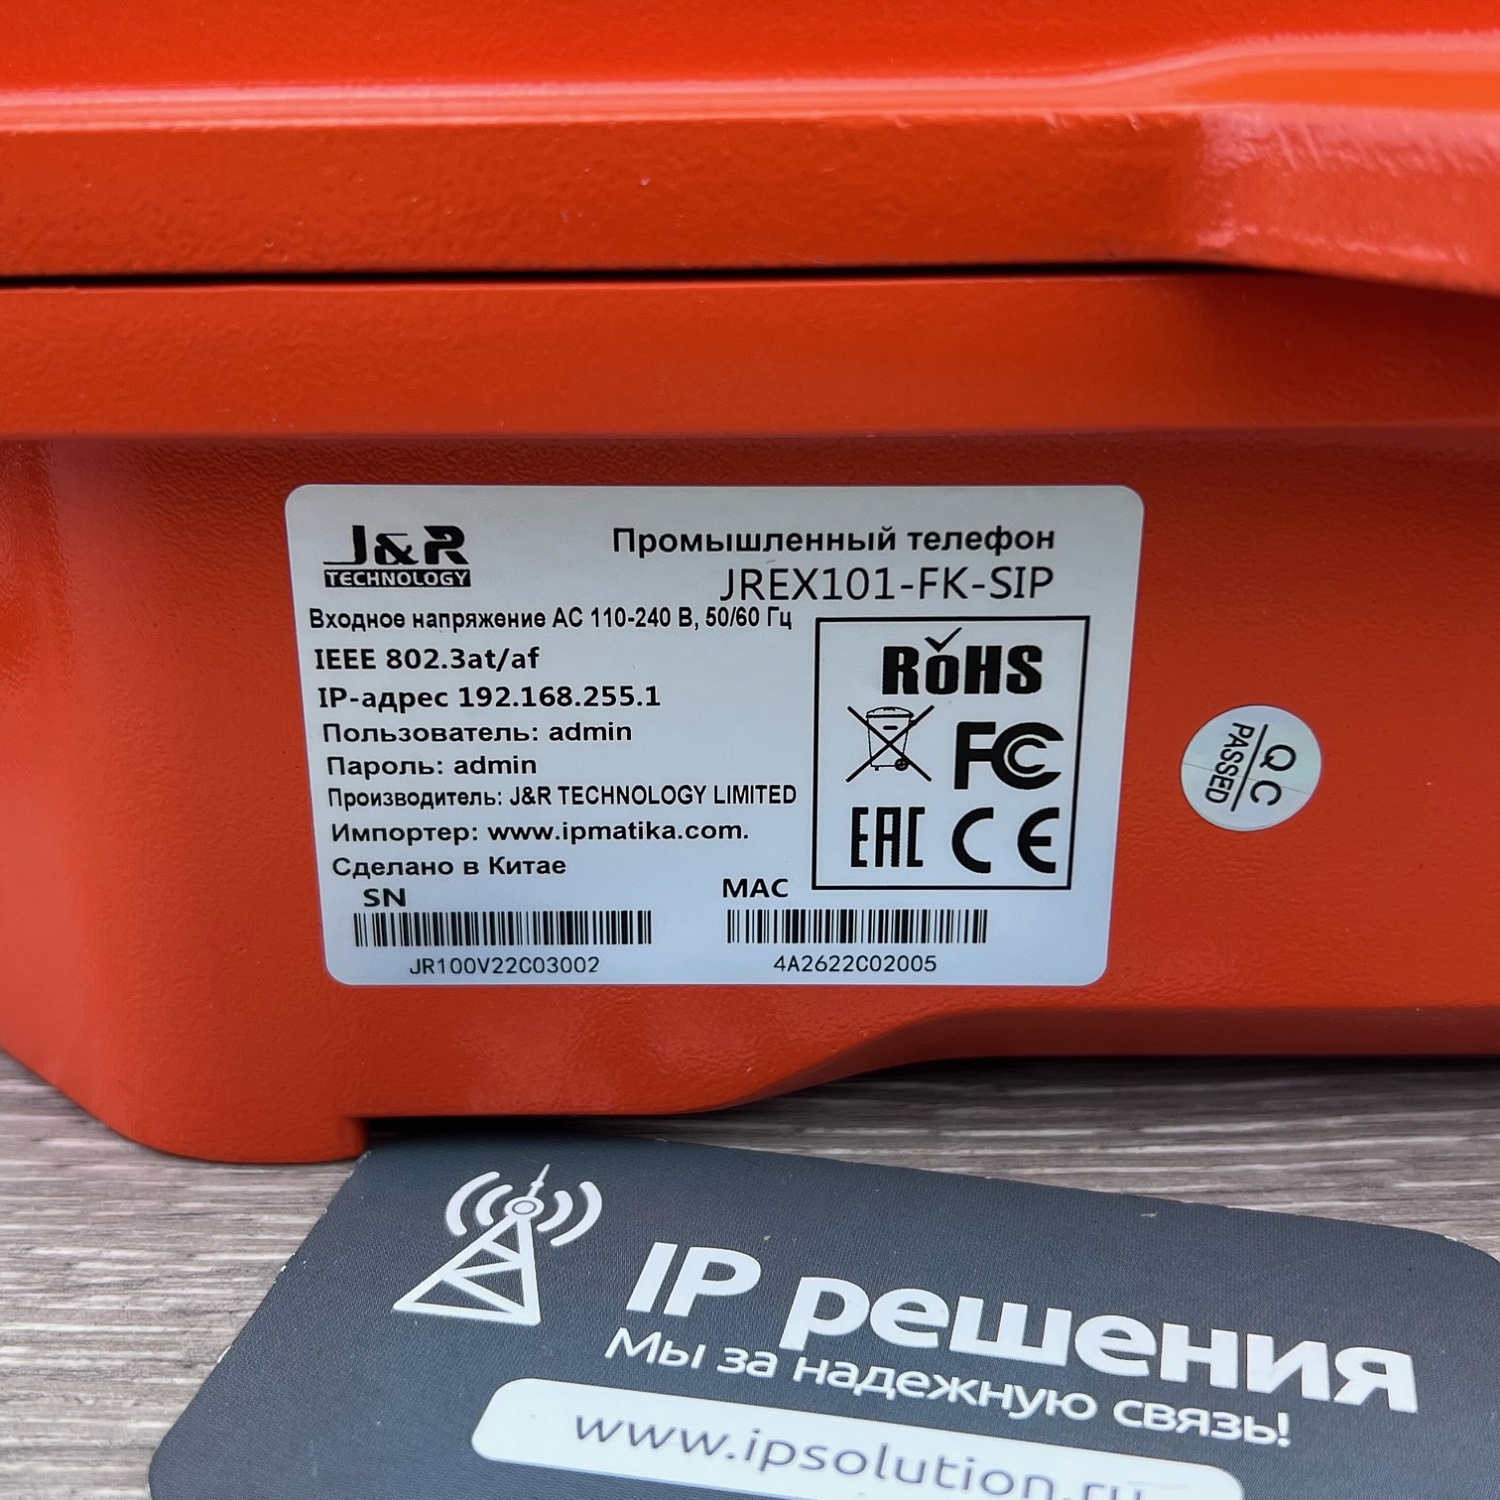 J&R
TECHNOLOGY
Промышленный телефон
JREX101-FK-SIP
Входное напряжение AC 110-240 В, 50/60 Гц
IEEE 802.3at/af
IP-адрес 192.168.255.1
Пользователь: admin
Пароль: admin
Производитель: J&R TECHNOLOGY LIMITED
Импортер: www.ipmatika.com.
Сделано в Китае
RoHS
FC
EAC CE
SN
JR100V22C03002
MAC
4A2622C02005
QC
PASSED
IP решения
Мы за надежную связь!
www.ipsolution.ru